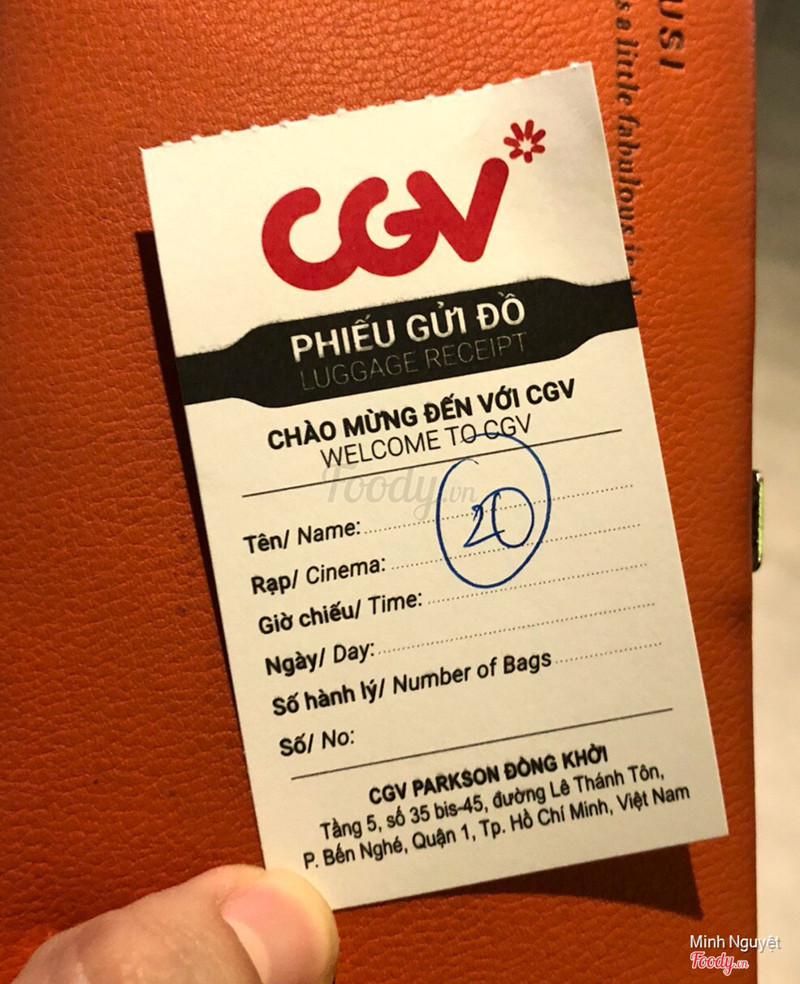 CGV
PHIẾU GỬI ĐỒ
LUGGAGE RECEIPT
CHÀO MỪNG ĐẾN VỚI CGV
WELCOME TO CGV
20
Tên/ Name:
Rạp/ Cinema:
Giờ chiếu/ Time:
Ngày/ Day:
Số hành lý/ Number of Bags
Số/ No:
CGV PARKSON ĐỒNG KHỞI
Tầng 5, số 35 bis-45, đường Lê Thánh Tôn,
P. Bến Nghé, Quận 1, Tp. Hồ Chí Minh, Việt Nam
USI
a little fabulous
Foody.vn
Minh Nguyệt
Foody.vn